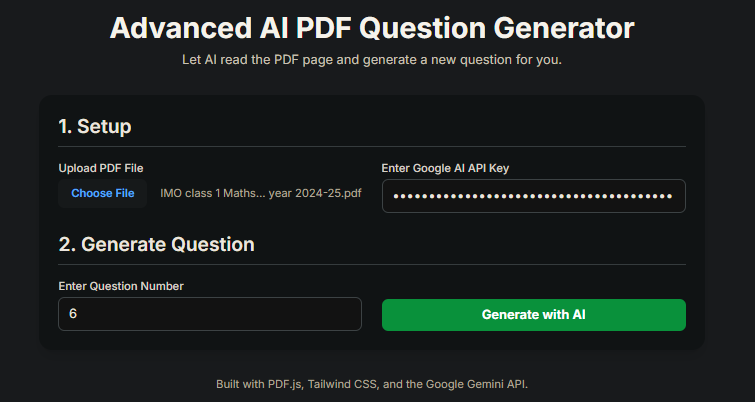 Advanced AI PDF Question Generator
Let AI read the PDF page and generate a new question for you.
1. Setup
Upload PDF File
Choose File IMO class 1 Maths... year 2024-25.pdf
Enter Google AI API Key
•••••••••••••••••••••••••••••••••••••••
2. Generate Question
Enter Question Number
6
Generate with AI
Built with PDF.js, Tailwind CSS, and the Google Gemini API.